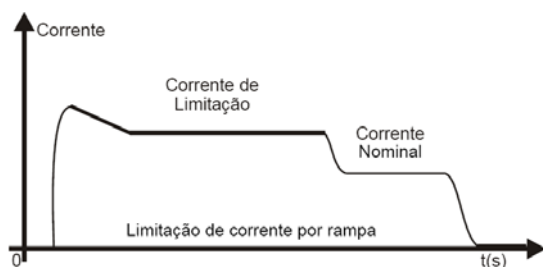 Corrente
Corrente de
Limitação
Corrente
Nominal
Limitação de corrente por rampa
0
t(s)